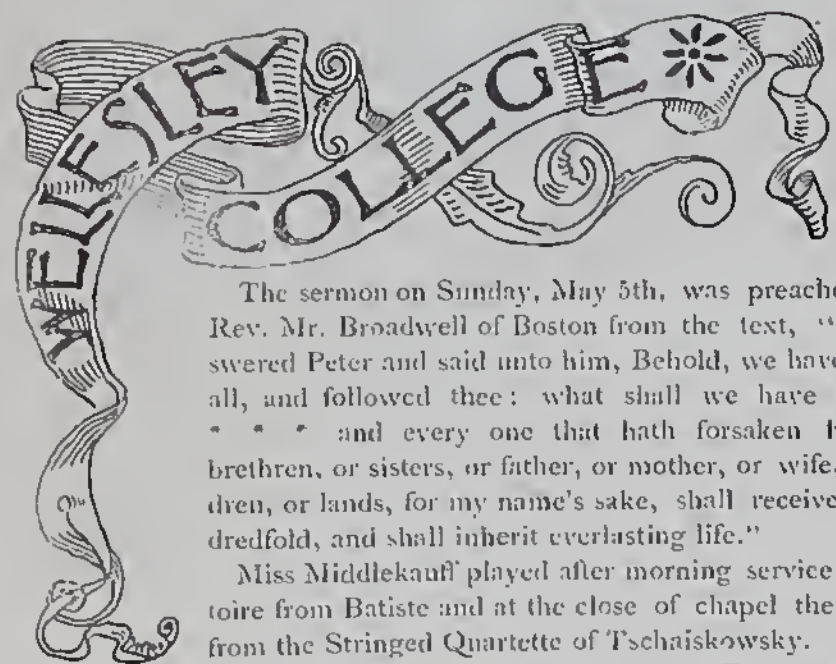 WELLESLEY
COLLEGE
The sermon on Sunday, May 5th, was preache
Rev. Mr. Broadwell of Boston from the text, "
swered Peter and said unto him, Behold, we have
all, and followed thee: what shall we have
* * * and every one that hath forsaken
brethren, or sisters, or father, or mother, or wife,
dren, or lands, for my name's sake, shall receive
dredfold, and shall inherit everlasting life."
Miss Middlekauff played after morning service
toire from Batiste and at the close of chapel the
from the Stringed Quartette of Tschaiskowsky.